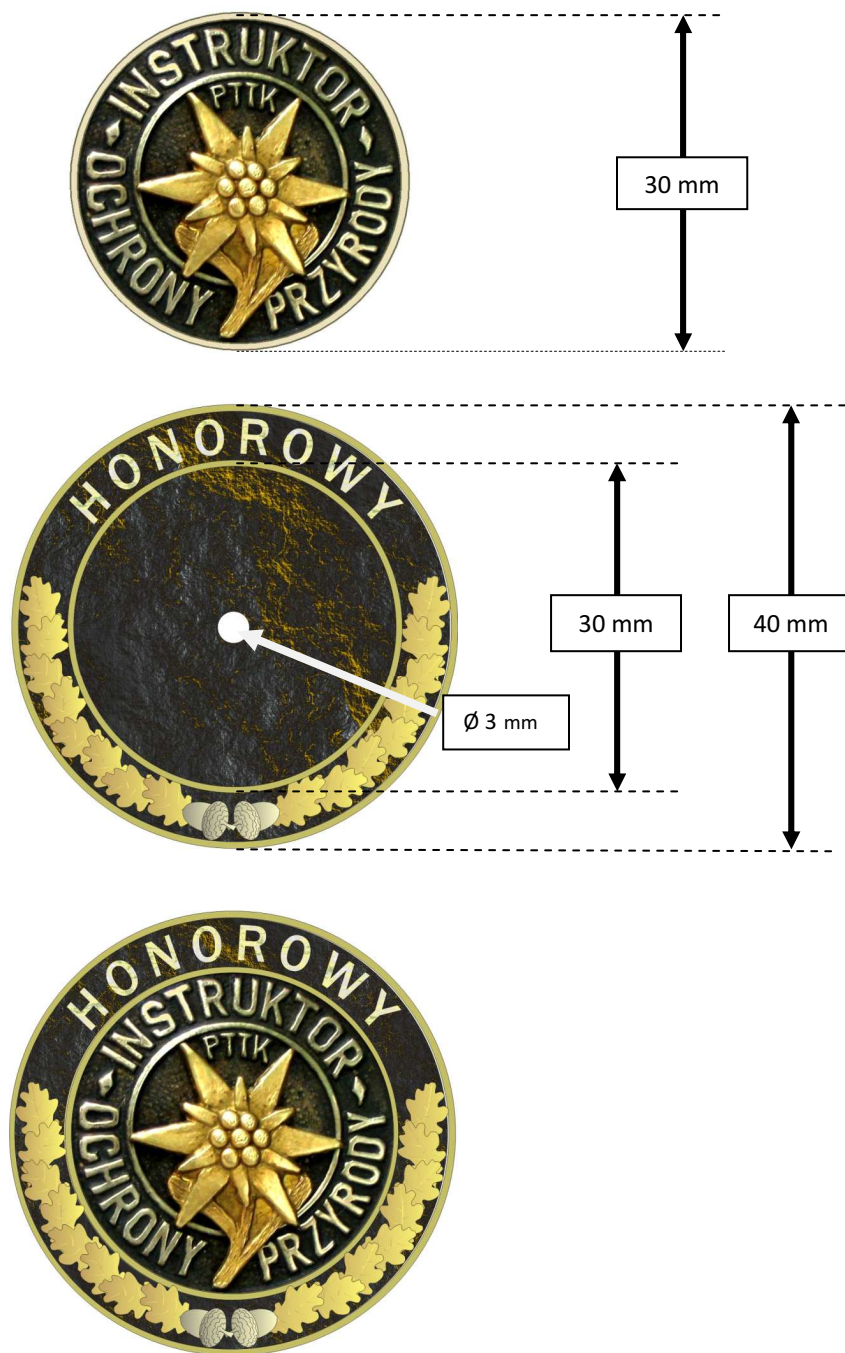 INSTRUKTOR
PTTK
OCHRONY PRZYRODY
30 mm
HONOROWY
30 mm
40 mm
Ø 3 mm
HONOROWY
INSTRUKTOR
PTTK
OCHRONY PRZYRODY